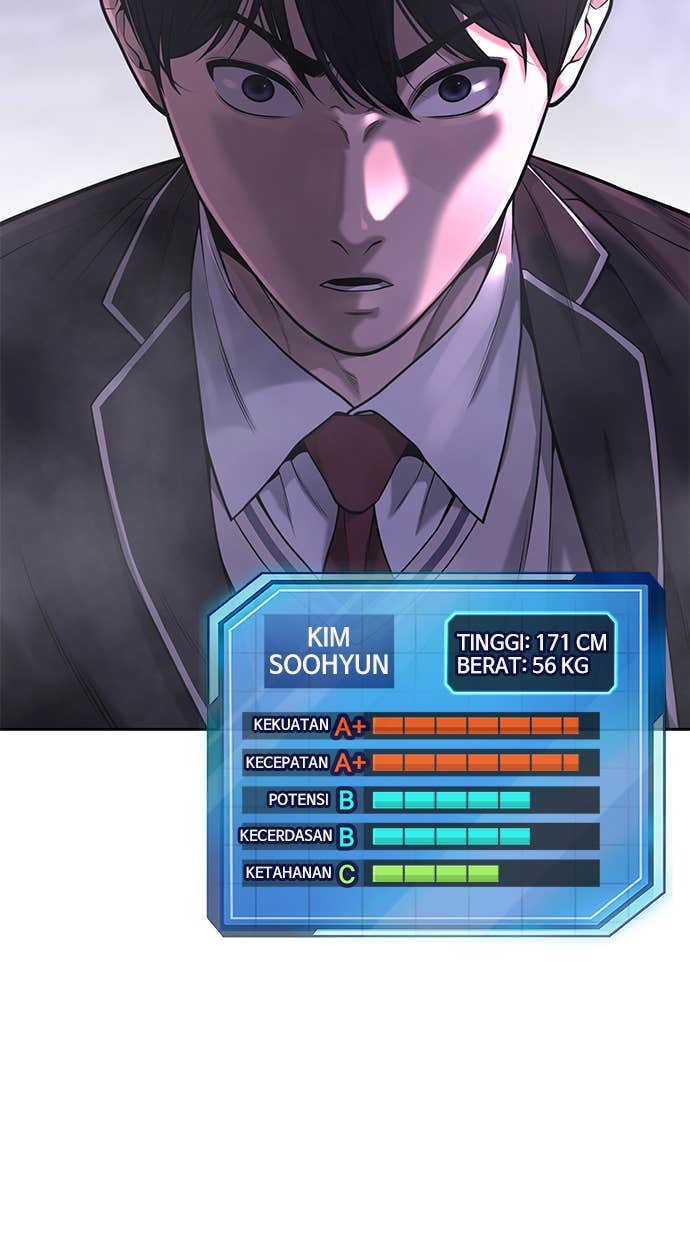 KIM
SOOHYUN
TINGGI: 171 CM
BERAT: 56 KG
KEKUATAN A+
KECEPATAN A+
POTENSI B
KECERDASAN B
KETAHANAN C